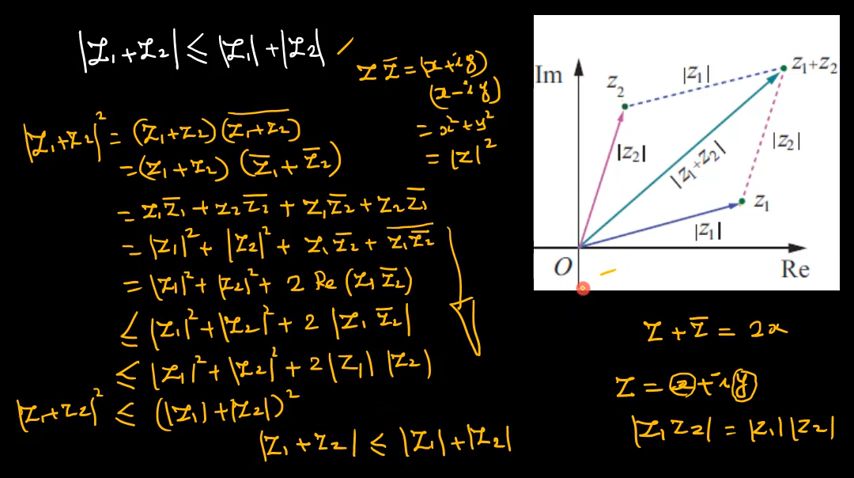 |Z₁+Z₂| ≤ |Z₁|+|Z₂|
Z Z̅ = (x+iy)
(x−iy)
= x²+y²
= |Z|²
|Z₁+Z₂|² = (Z₁+Z₂) (Z₁+Z₂)̅
= (Z₁+Z₂) (Z̅₁+Z̅₂)
= Z₁Z̅₁ + Z₂Z̅₂ + Z₁Z̅₂ + Z₂Z̅₁
= |Z₁|² + |Z₂|² + Z₁Z̅₂ + (Z₁Z̅₂)̅
= |Z₁|² + |Z₂|² + 2 Re (Z₁Z̅₂)
≤ |Z₁|² + |Z₂|² + 2 |Z₁ Z̅₂|
≤ |Z₁|² + |Z₂|² + 2|Z₁| |Z₂|
|Z₁+Z₂|² ≤ (|Z₁|+|Z₂|)²
|Z₁+Z₂| ≤ |Z₁|+|Z₂|
Im
z₂
|z₁|
z₁+z₂
|z₂|
|z₁+z₂|
|z₂|
z₁
|z₁|
O
Re
Z + Z̅ = 2x
Z = x+iy
|Z₁Z₂| = |Z₁||Z₂|